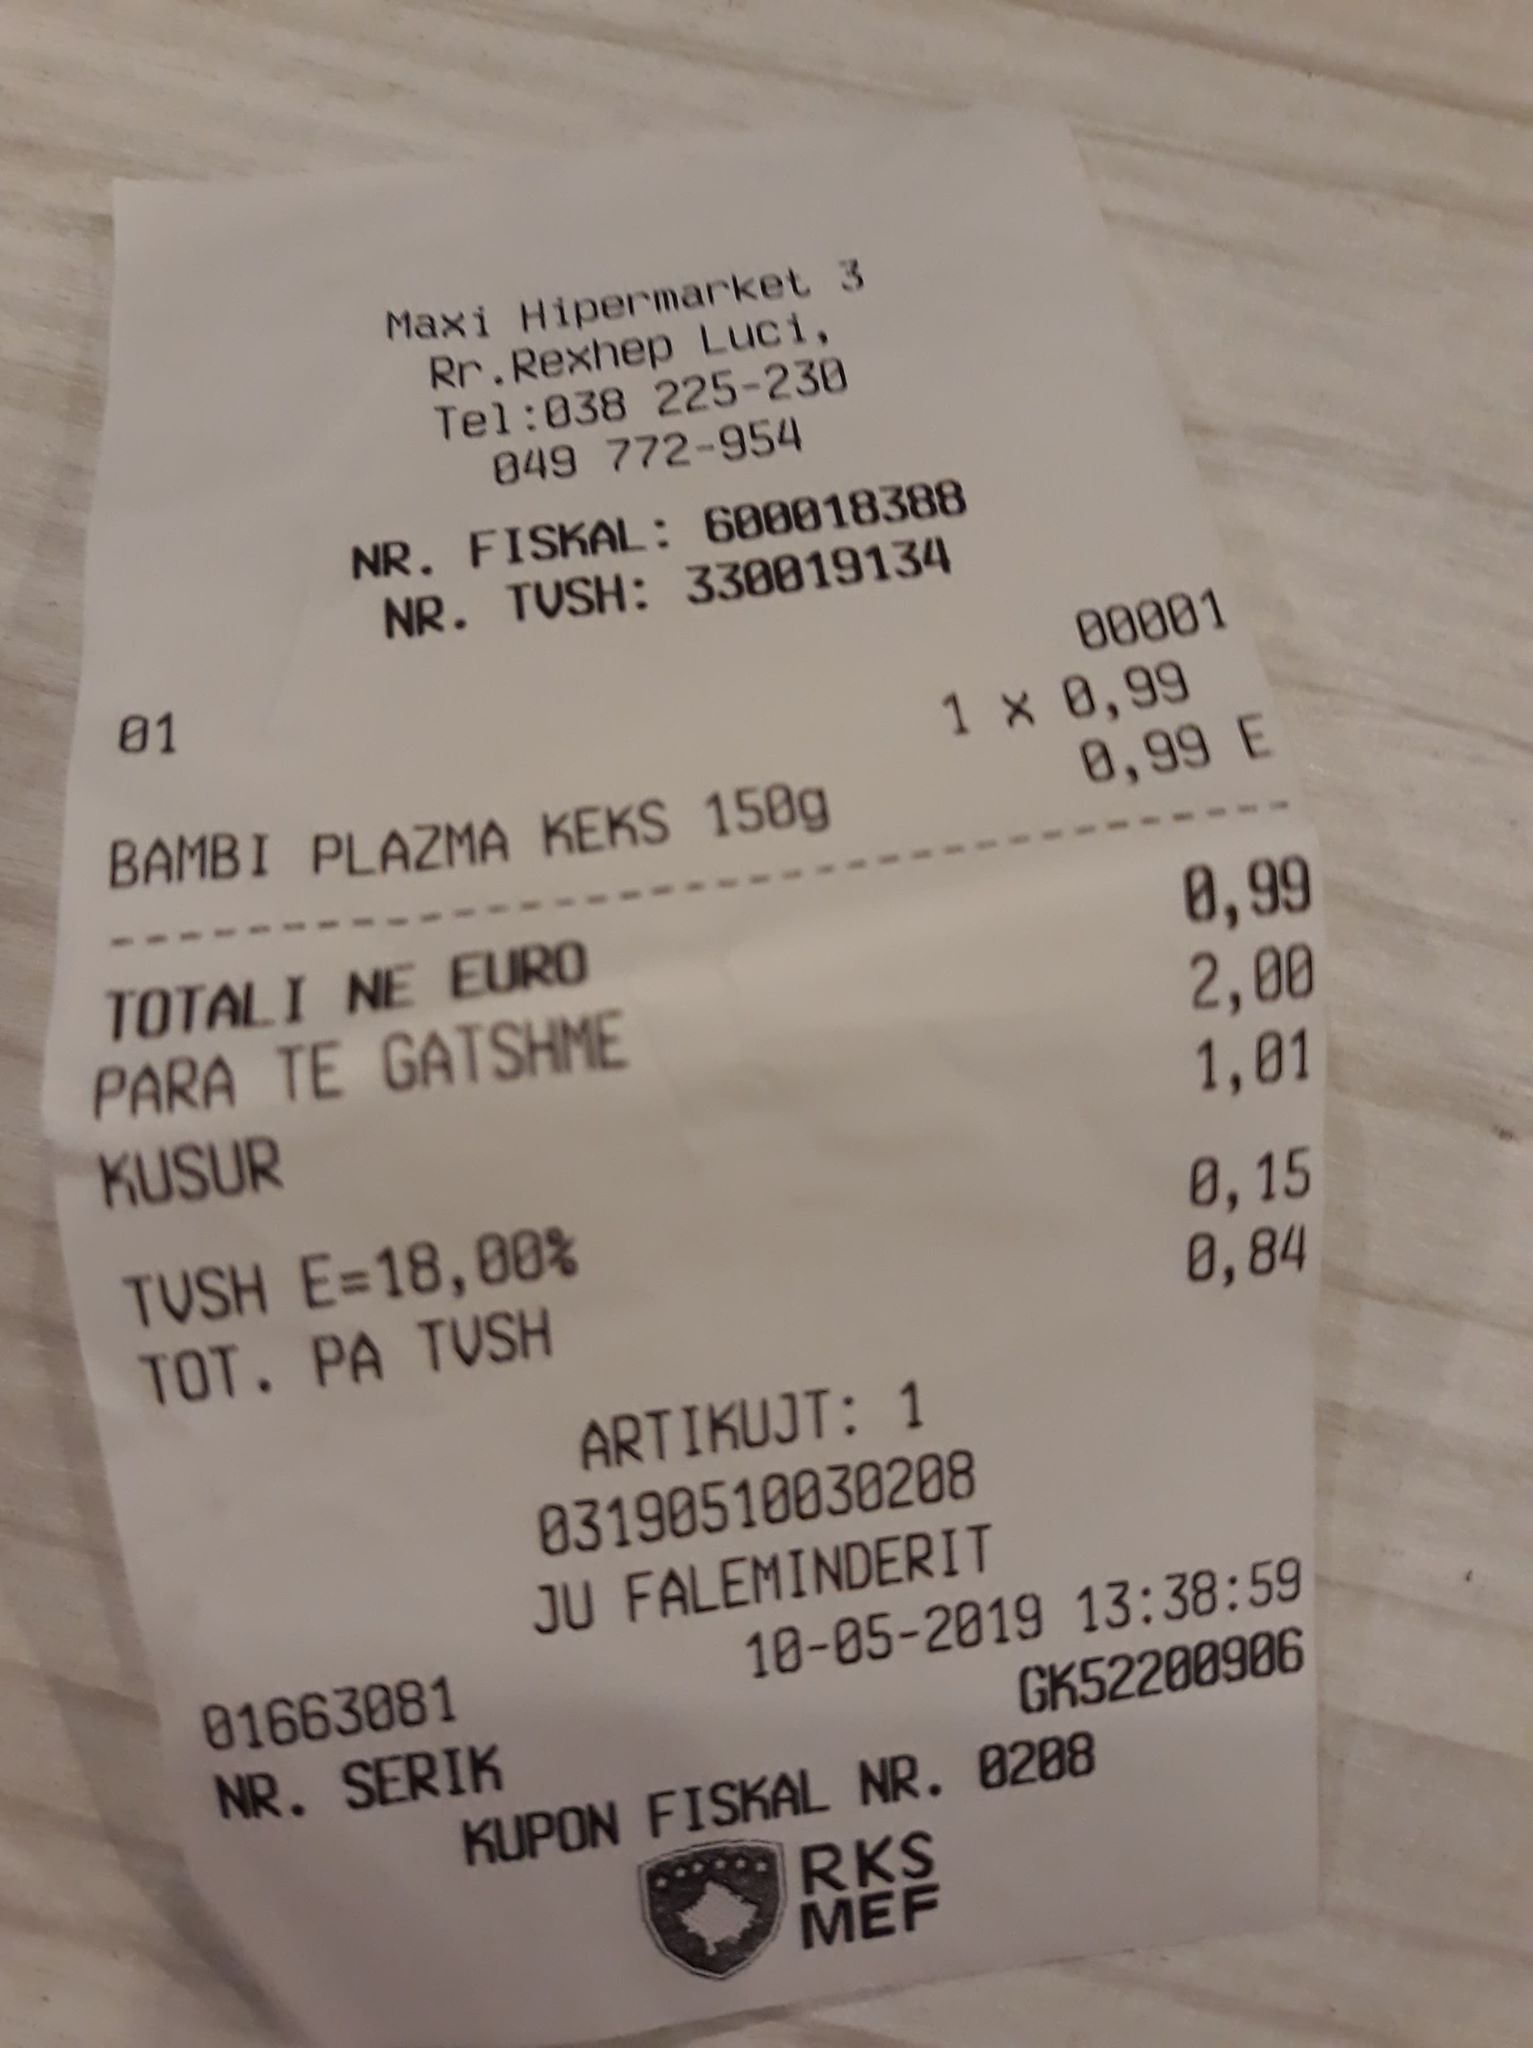 Maxi Hipermarket 3
Rr.Rexhep Luci,
Tel:038 225-230
049 772-954
NR. FISKAL: 600018388
NR. TVSH: 330019134
01 00001
1 x 0,99
BAMBI PLAZMA KEKS 150g 0,99 E
TOTALI NE EURO 0,99
PARA TE GATSHME 2,00
KUSUR 1,01
TVSH E=18,00% 0,15
TOT. PA TVSH 0,84
ARTIKUJT: 1
03190510030208
JU FALEMINDERIT
01663081 10-05-2019 13:38:59
NR. SERIK GK52200906
KUPON FISKAL NR. 0208
RKS
MEF